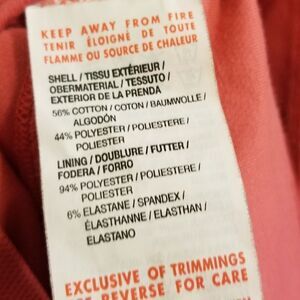 KEEP AWAY FROM FIRE
TENIR ÉLOIGNÉ DE TOUTE
FLAMME OU SOURCE DE CHALEUR
SHELL / TISSU EXTÉRIEUR /
OBERMATERIAL / TESSUTO /
EXTERIOR DE LA PRENDA
56% COTTON / COTON / BAUMWOLLE /
ALGODÓN
44% POLYESTER / POLIESTERE /
POLIESTER
LINING / DOUBLURE / FUTTER /
FODERA / FORRO
94% POLYESTER / POLIESTERE /
POLIESTER
6% ELASTANE / SPANDEX /
ÉLASTHANNE / ELASTHAN /
ELASTANO
EXCLUSIVE OF TRIMMINGS
REVERSE FOR CARE